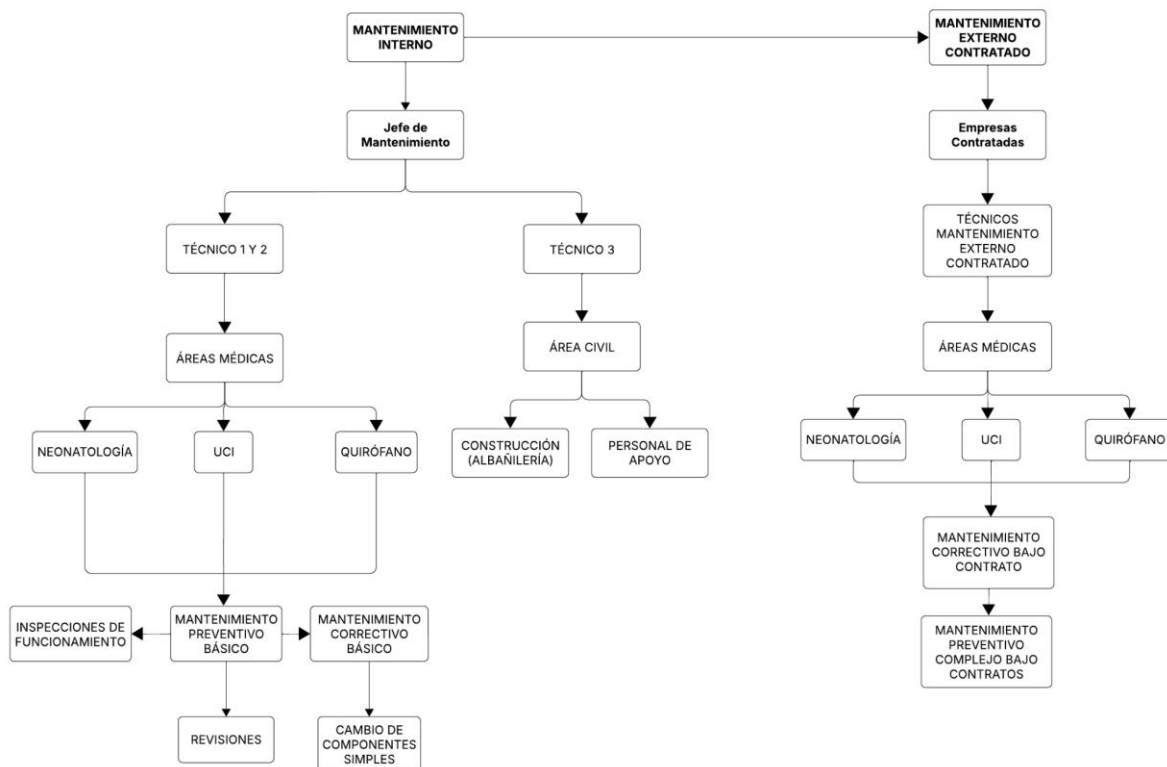 MANTENIMIENTO
INTERNO
MANTENIMIENTO
EXTERNO
CONTRATADO
Jefe de
Mantenimiento
Empresas
Contratadas
TÉCNICO 1 Y 2
TÉCNICO 3
TÉCNICOS
MANTENIMIENTO
EXTERNO
CONTRATADO
ÁREAS MÉDICAS
ÁREA CIVIL
ÁREAS MÉDICAS
NEONATOLOGÍA
UCI
QUIRÓFANO
CONSTRUCCIÓN
(ALBAÑILERÍA)
PERSONAL DE
APOYO
NEONATOLOGÍA
UCI
QUIRÓFANO
MANTENIMIENTO
CORRECTIVO BAJO
CONTRATO
INSPECCIONES DE
FUNCIONAMIENTO
MANTENIMIENTO
PREVENTIVO
BÁSICO
MANTENIMIENTO
CORRECTIVO
BÁSICO
MANTENIMIENTO
PREVENTIVO
COMPLEJO BAJO
CONTRATOS
REVISIONES
CAMBIO DE
COMPONENTES
SIMPLES